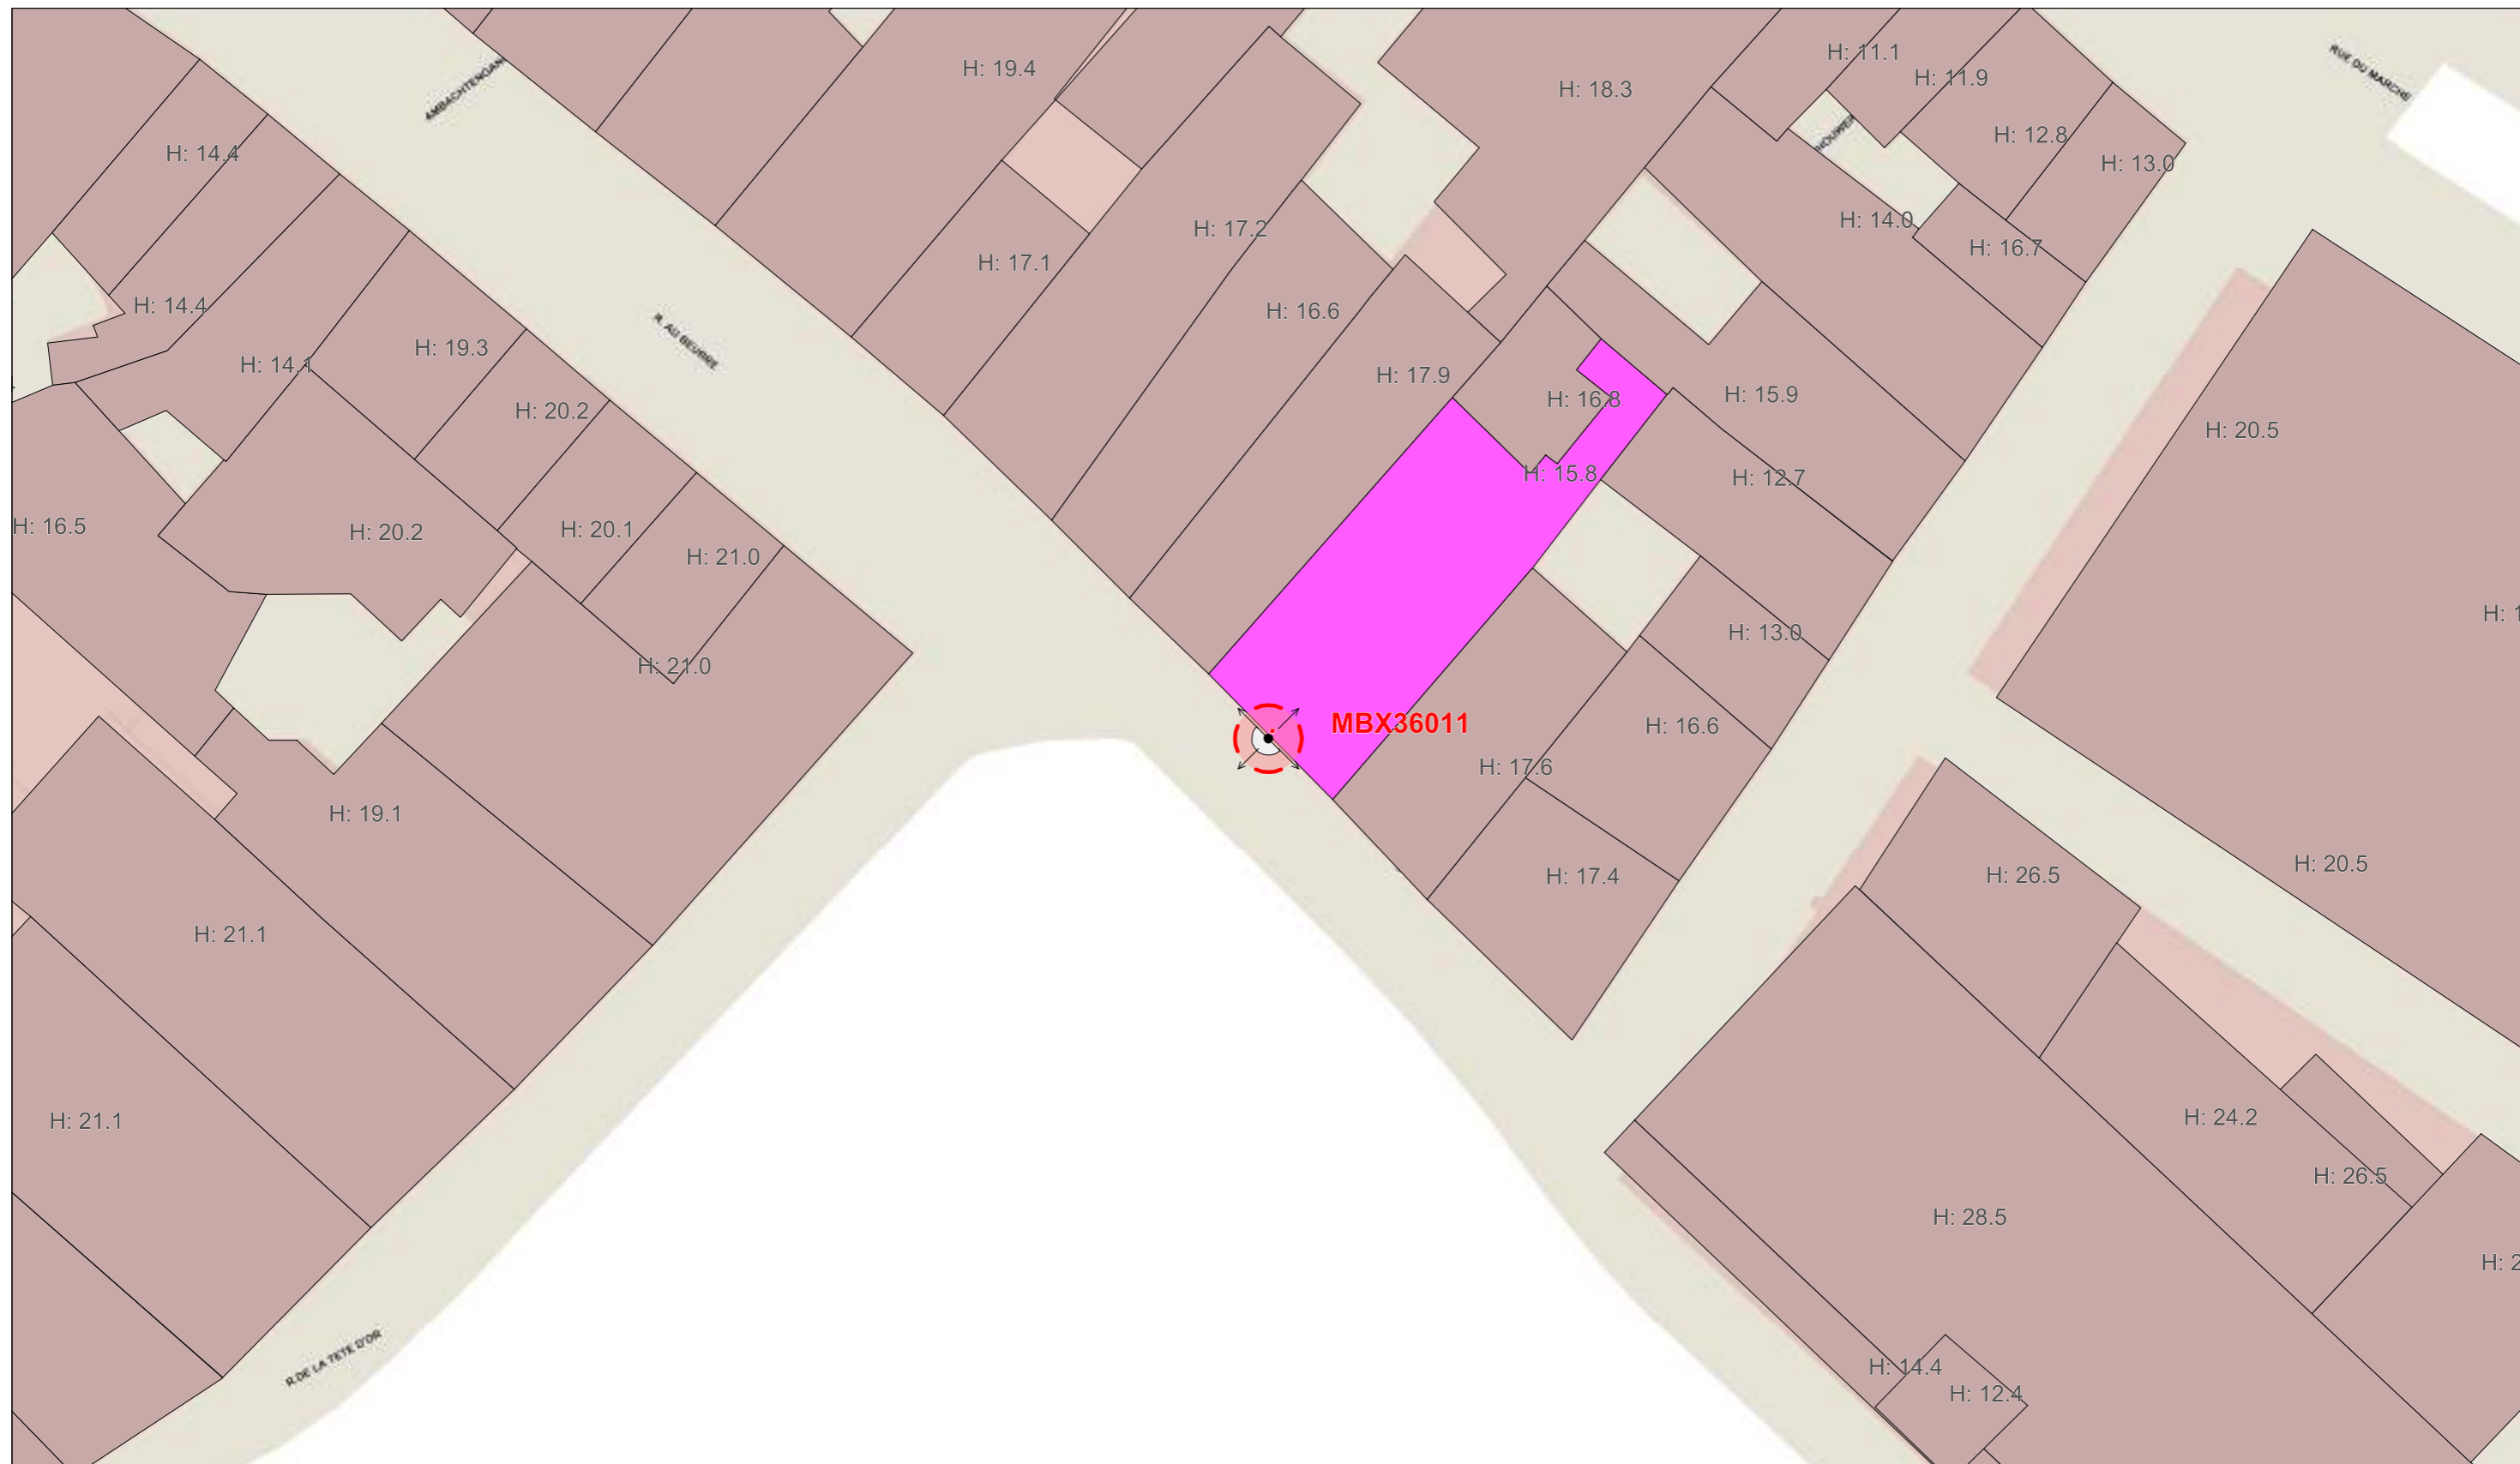 H: 11.1
RUE DU MARCHE
H: 19.4
H: 11.9
H: 18.3
AMBACHTENGANG
H: 12.8
H: 14.4
H: 13.0
H: 14.0
H: 17.2
H: 16.7
H: 17.1
H: 14.4
H: 16.6
R. AU BEURRE
H: 19.3
H: 14.1
H: 17.9
H: 15.9
H: 16.8
H: 20.2
H: 20.5
H: 15.8
H: 12.7
H: 16.5
H: 20.1
H: 20.2
H: 21.0
H: 1
H: 13.0
H: 21.0
MBX36011
H: 16.6
H: 17.6
H: 19.1
H: 20.5
H: 26.5
H: 17.4
H: 21.1
H: 24.2
H: 21.1
H: 26.5
H: 28.5
H: 2
R.DE LA TETE D'OR
H: 14.4
H: 12.4